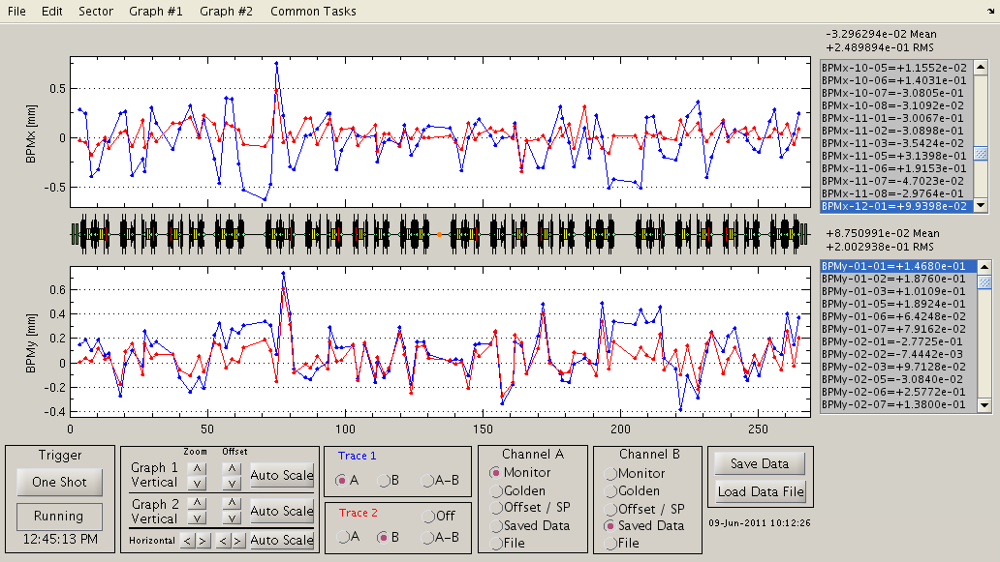 File Edit Sector Graph #1 Graph #2 Common Tasks
-3.296294e-02 Mean
+2.489894e-01 RMS
BPMx [mm]
0.5
0
-0.5
BPMx-10-05=+1.1552e-02
BPMx-10-06=+1.4031e-01
BPMx-10-07=-3.0805e-01
BPMx-10-08=-3.1092e-02
BPMx-11-01=-3.0067e-01
BPMx-11-02=-3.0898e-01
BPMx-11-03=-3.5424e-02
BPMx-11-05=+3.1398e-01
BPMx-11-06=+1.9153e-01
BPMx-11-07=-4.7023e-02
BPMx-11-08=-2.9764e-01
BPMx-12-01=+9.9398e-02
+8.750991e-02 Mean
+2.002938e-01 RMS
BPMy [mm]
0.6
0.4
0.2
0
-0.2
-0.4
0 50 100 150 200 250
BPMy-01-01=+1.4680e-01
BPMy-01-02=+1.8760e-01
BPMy-01-03=+1.0109e-01
BPMy-01-05=+1.8924e-01
BPMy-01-06=+6.4248e-02
BPMy-01-07=+7.9162e-02
BPMy-02-01=-2.7725e-01
BPMy-02-02=-7.4442e-03
BPMy-02-03=+9.7128e-02
BPMy-02-05=-3.0840e-02
BPMy-02-06=+2.5772e-01
BPMy-02-07=+1.3800e-01
Trigger
One Shot
Running
12:45:13 PM
Zoom Offset
Graph 1
Vertical
Auto Scale
Graph 2
Vertical
Auto Scale
Horizontal < > < > Auto Scale
Trace 1
A B A-B
Trace 2
Off
A B A-B
Channel A
Monitor
Golden
Offset / SP
Saved Data
File
Channel B
Monitor
Golden
Offset / SP
Saved Data
File
Save Data
Load Data File
09-Jun-2011 10:12:26